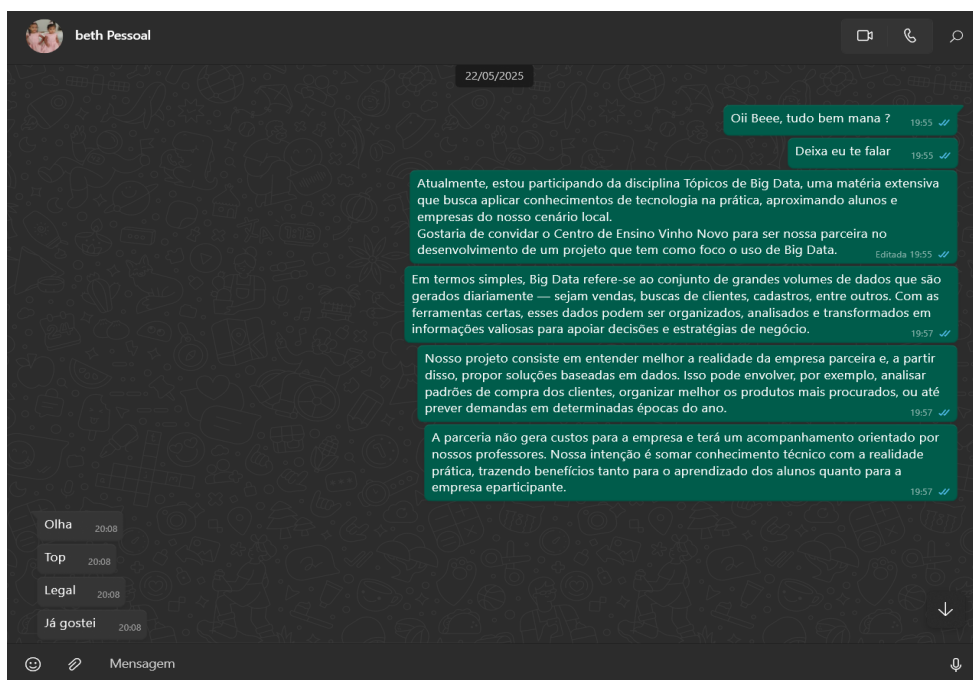 beth Pessoal
22/05/2025
Oii Beee, tudo bem mana ? 19:55
Deixa eu te falar 19:55
Atualmente, estou participando da disciplina Tópicos de Big Data, uma matéria extensiva
que busca aplicar conhecimentos de tecnologia na prática, aproximando alunos e
empresas do nosso cenário local.
Gostaria de convidar o Centro de Ensino Vinho Novo para ser nossa parceira no
desenvolvimento de um projeto que tem como foco o uso de Big Data. Editada 19:55
Em termos simples, Big Data refere-se ao conjunto de grandes volumes de dados que são
gerados diariamente — sejam vendas, buscas de clientes, cadastros, entre outros. Com as
ferramentas certas, esses dados podem ser organizados, analisados e transformados em
informações valiosas para apoiar decisões e estratégias de negócio. 19:57
Nosso projeto consiste em entender melhor a realidade da empresa parceira e, a partir
disso, propor soluções baseadas em dados. Isso pode envolver, por exemplo, analisar
padrões de compra dos clientes, organizar melhor os produtos mais procurados, ou até
prever demandas em determinadas épocas do ano. 19:57
A parceria não gera custos para a empresa e terá um acompanhamento orientado por
nossos professores. Nossa intenção é somar conhecimento técnico com a realidade
prática, trazendo benefícios tanto para o aprendizado dos alunos quanto para a
empresa eparticipante. 19:57
Olha 20:08
Top 20:08
Legal 20:08
Já gostei 20:08
Mensagem